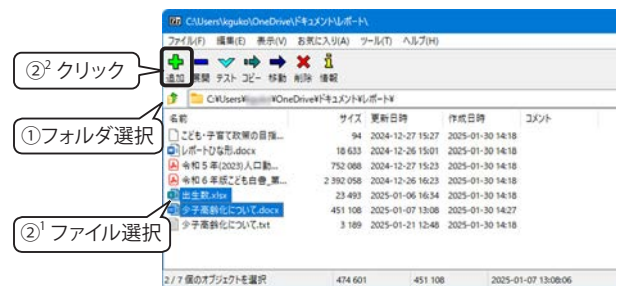 C:\Users\kguko\OneDrive\ドキュメント\レポート\
ファイル(F) 編集(E) 表示(V) お気に入り(A) ツール(T) ヘルプ(H)
②² クリック
追加 展開 テスト コピー 移動 削除 情報
C:¥Users¥ ¥OneDrive¥ドキュメント¥レポート¥
①フォルダ選択
名前 サイズ 更新日時 作成日時 コメント
こども・子育て政策の目指... 94 2024-12-27 15:27 2025-01-30 14:18
レポートひな形.docx 18 633 2024-12-26 15:01 2025-01-30 14:18
令和5年(2023)人口動... 752 088 2024-12-27 15:23 2025-01-30 14:18
令和6年版こども白書_第... 2 392 058 2024-12-26 16:23 2025-01-30 14:18
出生数.xlsx 23 493 2025-01-06 16:34 2025-01-30 14:18
少子高齢化について.docx 451 108 2025-01-07 13:08 2025-01-30 14:27
少子高齢化について.txt 3 189 2025-01-21 12:48 2025-01-30 14:18
②¹ ファイル選択
2 / 7 個のオブジェクトを選択 474 601 451 108 2025-01-07 13:08:06